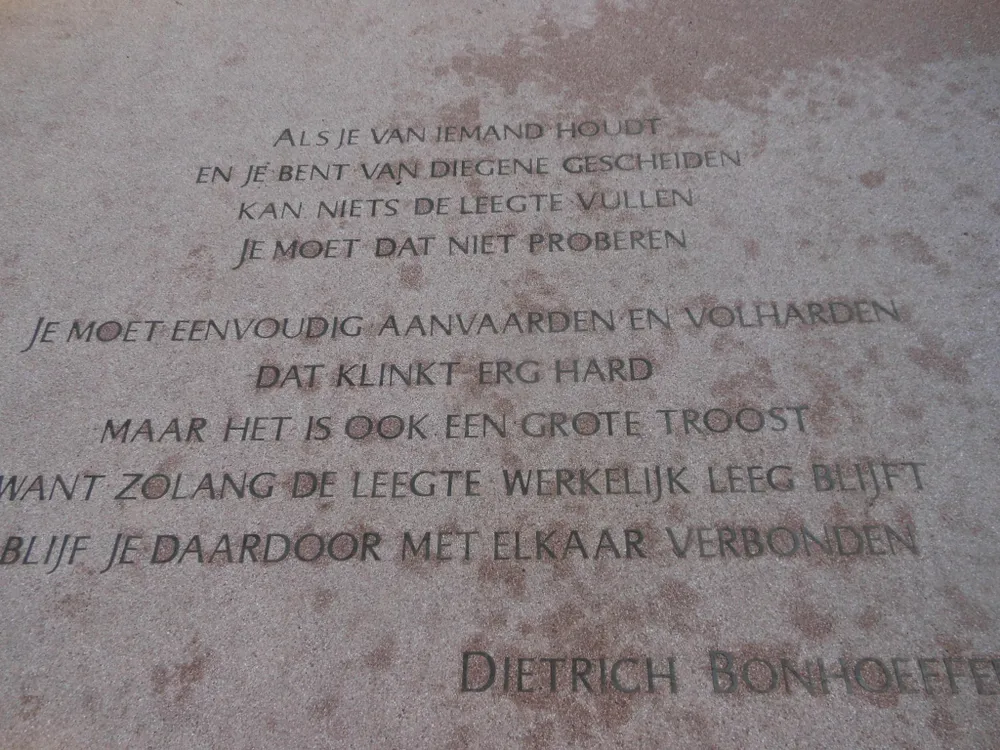 ALS JE VAN IEMAND HOUDT
EN JE BENT VAN DIEGENE GESCHEIDEN
KAN NIETS DE LEEGTE VULLEN
JE MOET DAT NIET PROBEREN
JE MOET EENVOUDIG AANVAARDEN EN VOLHARDEN
DAT KLINKT ERG HARD
MAAR HET IS OOK EEN GROTE TROOST
WANT ZOLANG DE LEEGTE WERKELIJK LEEG BLIJFT
BLIJF JE DAARDOOR MET ELKAAR VERBONDEN
DIETRICH BONHOEFFE